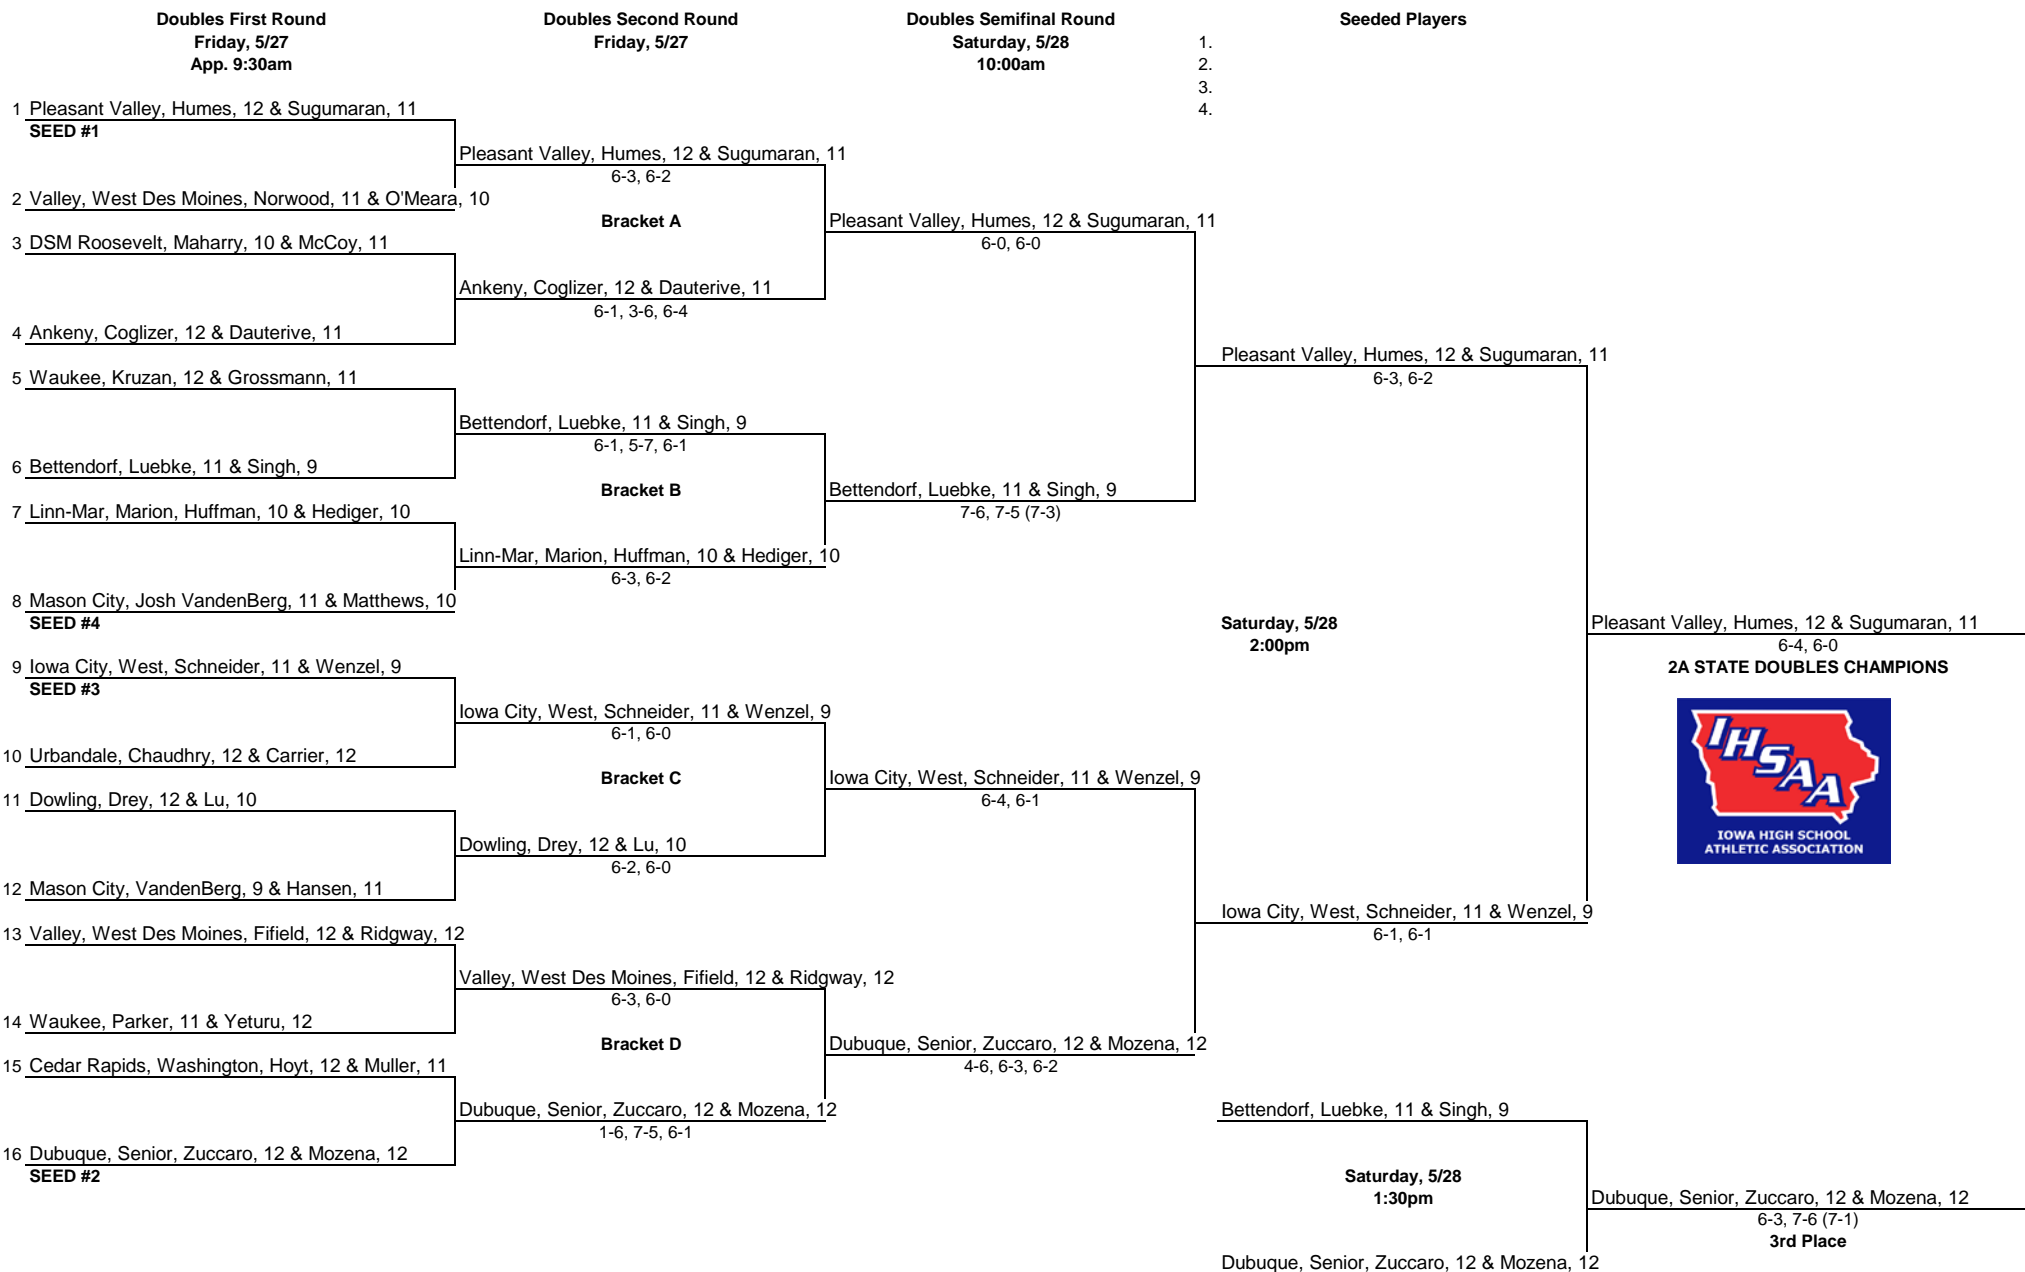 Doubles First Round
Friday, 5/27
App. 9:30am
Doubles Second Round
Friday, 5/27
Doubles Semifinal Round
Saturday, 5/28
10:00am
Seeded Players
1.
2.
3.
4.
1 Pleasant Valley, Humes, 12 & Sugumaran, 11
SEED #1
2 Valley, West Des Moines, Norwood, 11 & O'Meara, 10
3 DSM Roosevelt, Maharry, 10 & McCoy, 11
4 Ankeny, Coglizer, 12 & Dauterive, 11
5 Waukee, Kruzan, 12 & Grossmann, 11
6 Bettendorf, Luebke, 11 & Singh, 9
7 Linn-Mar, Marion, Huffman, 10 & Hediger, 10
8 Mason City, Josh VandenBerg, 11 & Matthews, 10
SEED #4
9 Iowa City, West, Schneider, 11 & Wenzel, 9
SEED #3
10 Urbandale, Chaudhry, 12 & Carrier, 12
11 Dowling, Drey, 12 & Lu, 10
12 Mason City, VandenBerg, 9 & Hansen, 11
13 Valley, West Des Moines, Fifield, 12 & Ridgway, 12
14 Waukee, Parker, 11 & Yeturu, 12
15 Cedar Rapids, Washington, Hoyt, 12 & Muller, 11
16 Dubuque, Senior, Zuccaro, 12 & Mozena, 12
SEED #2
Pleasant Valley, Humes, 12 & Sugumaran, 11
6-3, 6-2
Bracket A
Ankeny, Coglizer, 12 & Dauterive, 11
6-1, 3-6, 6-4
Bettendorf, Luebke, 11 & Singh, 9
6-1, 5-7, 6-1
Bracket B
Linn-Mar, Marion, Huffman, 10 & Hediger, 10
6-3, 6-2
Iowa City, West, Schneider, 11 & Wenzel, 9
6-1, 6-0
Bracket C
Dowling, Drey, 12 & Lu, 10
6-2, 6-0
Valley, West Des Moines, Fifield, 12 & Ridgway, 12
6-3, 6-0
Bracket D
Dubuque, Senior, Zuccaro, 12 & Mozena, 12
1-6, 7-5, 6-1
Pleasant Valley, Humes, 12 & Sugumaran, 11
6-0, 6-0
Bettendorf, Luebke, 11 & Singh, 9
7-6, 7-5 (7-3)
Iowa City, West, Schneider, 11 & Wenzel, 9
6-4, 6-1
Dubuque, Senior, Zuccaro, 12 & Mozena, 12
4-6, 6-3, 6-2
Pleasant Valley, Humes, 12 & Sugumaran, 11
6-3, 6-2
Saturday, 5/28
2:00pm
Iowa City, West, Schneider, 11 & Wenzel, 9
6-1, 6-1
Bettendorf, Luebke, 11 & Singh, 9
Saturday, 5/28
1:30pm
Dubuque, Senior, Zuccaro, 12 & Mozena, 12
Pleasant Valley, Humes, 12 & Sugumaran, 11
6-4, 6-0
2A STATE DOUBLES CHAMPIONS
IHSAA
IOWA HIGH SCHOOL
ATHLETIC ASSOCIATION
Dubuque, Senior, Zuccaro, 12 & Mozena, 12
6-3, 7-6 (7-1)
3rd Place